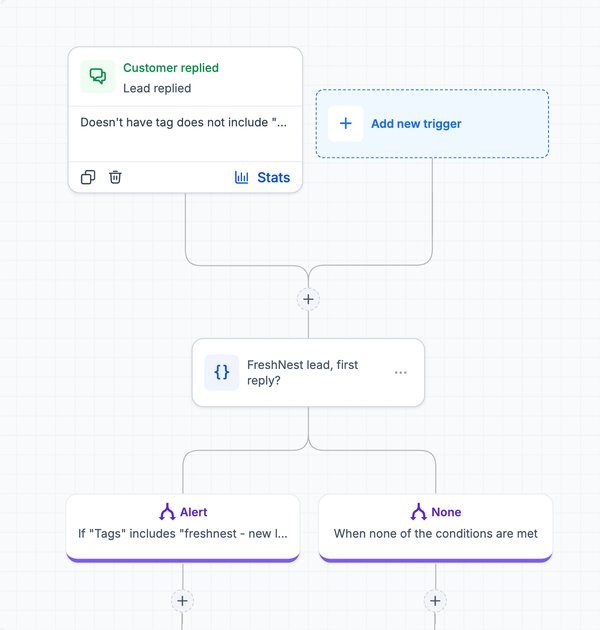 Customer replied
Lead replied
Doesn't have tag does not include "...
Stats
Add new trigger
FreshNest lead, first
reply?
Alert
If "Tags" includes "freshnest - new l...
None
When none of the conditions are met